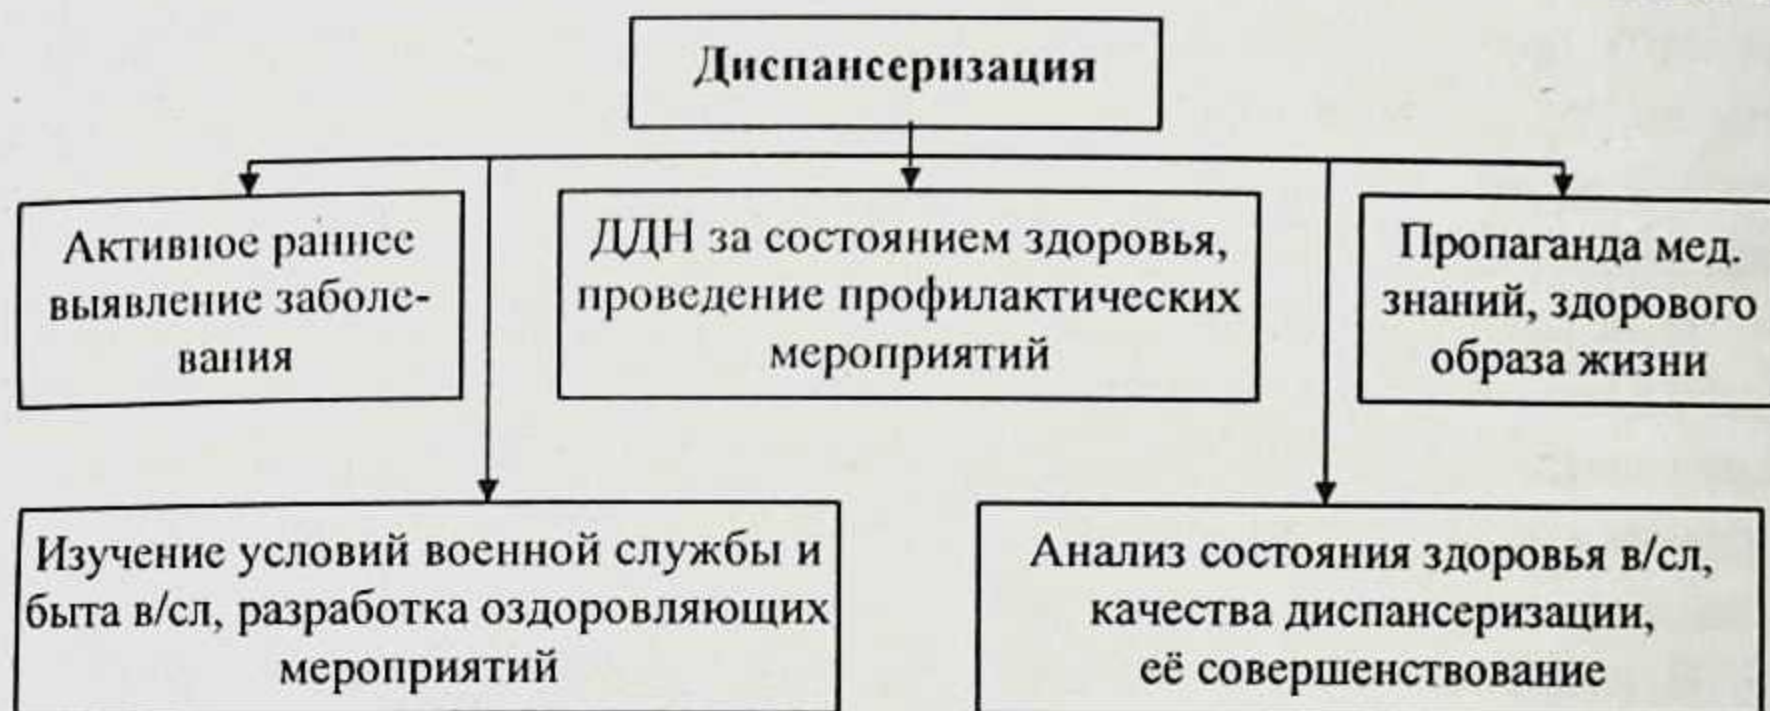 Диспансеризация
Активное раннее
выявление заболе-
вания
ДДН за состоянием здоровья,
проведение профилактических
мероприятий
Пропаганда мед.
знаний, здорового
образа жизни
Изучение условий военной службы и
быта в/сл, разработка оздоровляющих
мероприятий
Анализ состояния здоровья в/сл,
качества диспансеризации,
её совершенствование